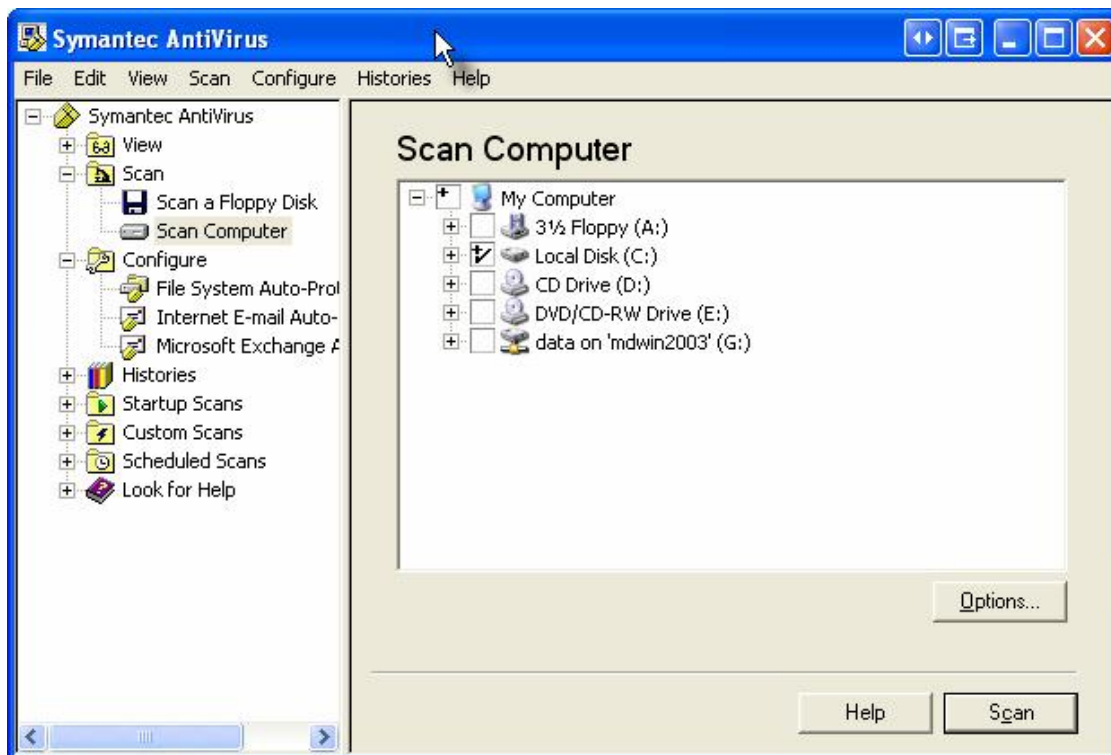 Symantec AntiVirus
File Edit View Scan Configure Histories Help
Symantec AntiVirus
View
Scan
Scan a Floppy Disk
Scan Computer
Configure
File System Auto-Prot
Internet E-mail Auto-
Microsoft Exchange A
Histories
Startup Scans
Custom Scans
Scheduled Scans
Look for Help
Scan Computer
My Computer
3½ Floppy (A:)
Local Disk (C:)
CD Drive (D:)
DVD/CD-RW Drive (E:)
data on 'mdwin2003' (G:)
Options...
Help
Scan